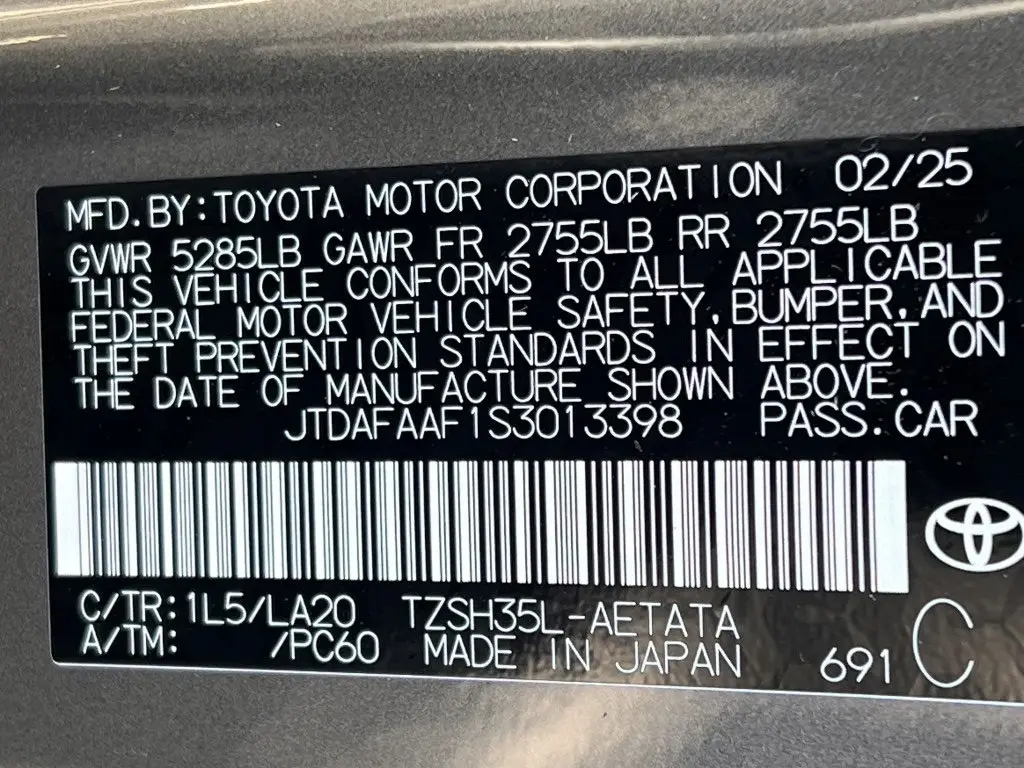 MFD.BY:TOYOTA MOTOR CORPORATION 02/25
GVWR 5285LB GAWR FR 2755LB RR 2755LB
THIS VEHICLE CONFORMS TO ALL APPLICABLE
FEDERAL MOTOR VEHICLE SAFETY,BUMPER,AND
THEFT PREVENTION STANDARDS IN EFFECT ON
THE DATE OF MANUFACTURE SHOWN ABOVE.
JTDAFAAF1S3013398 PASS.CAR
C/TR:1L5/LA20 TZSH35L-AETATA
A/TM: /PC60 MADE IN JAPAN 691 C